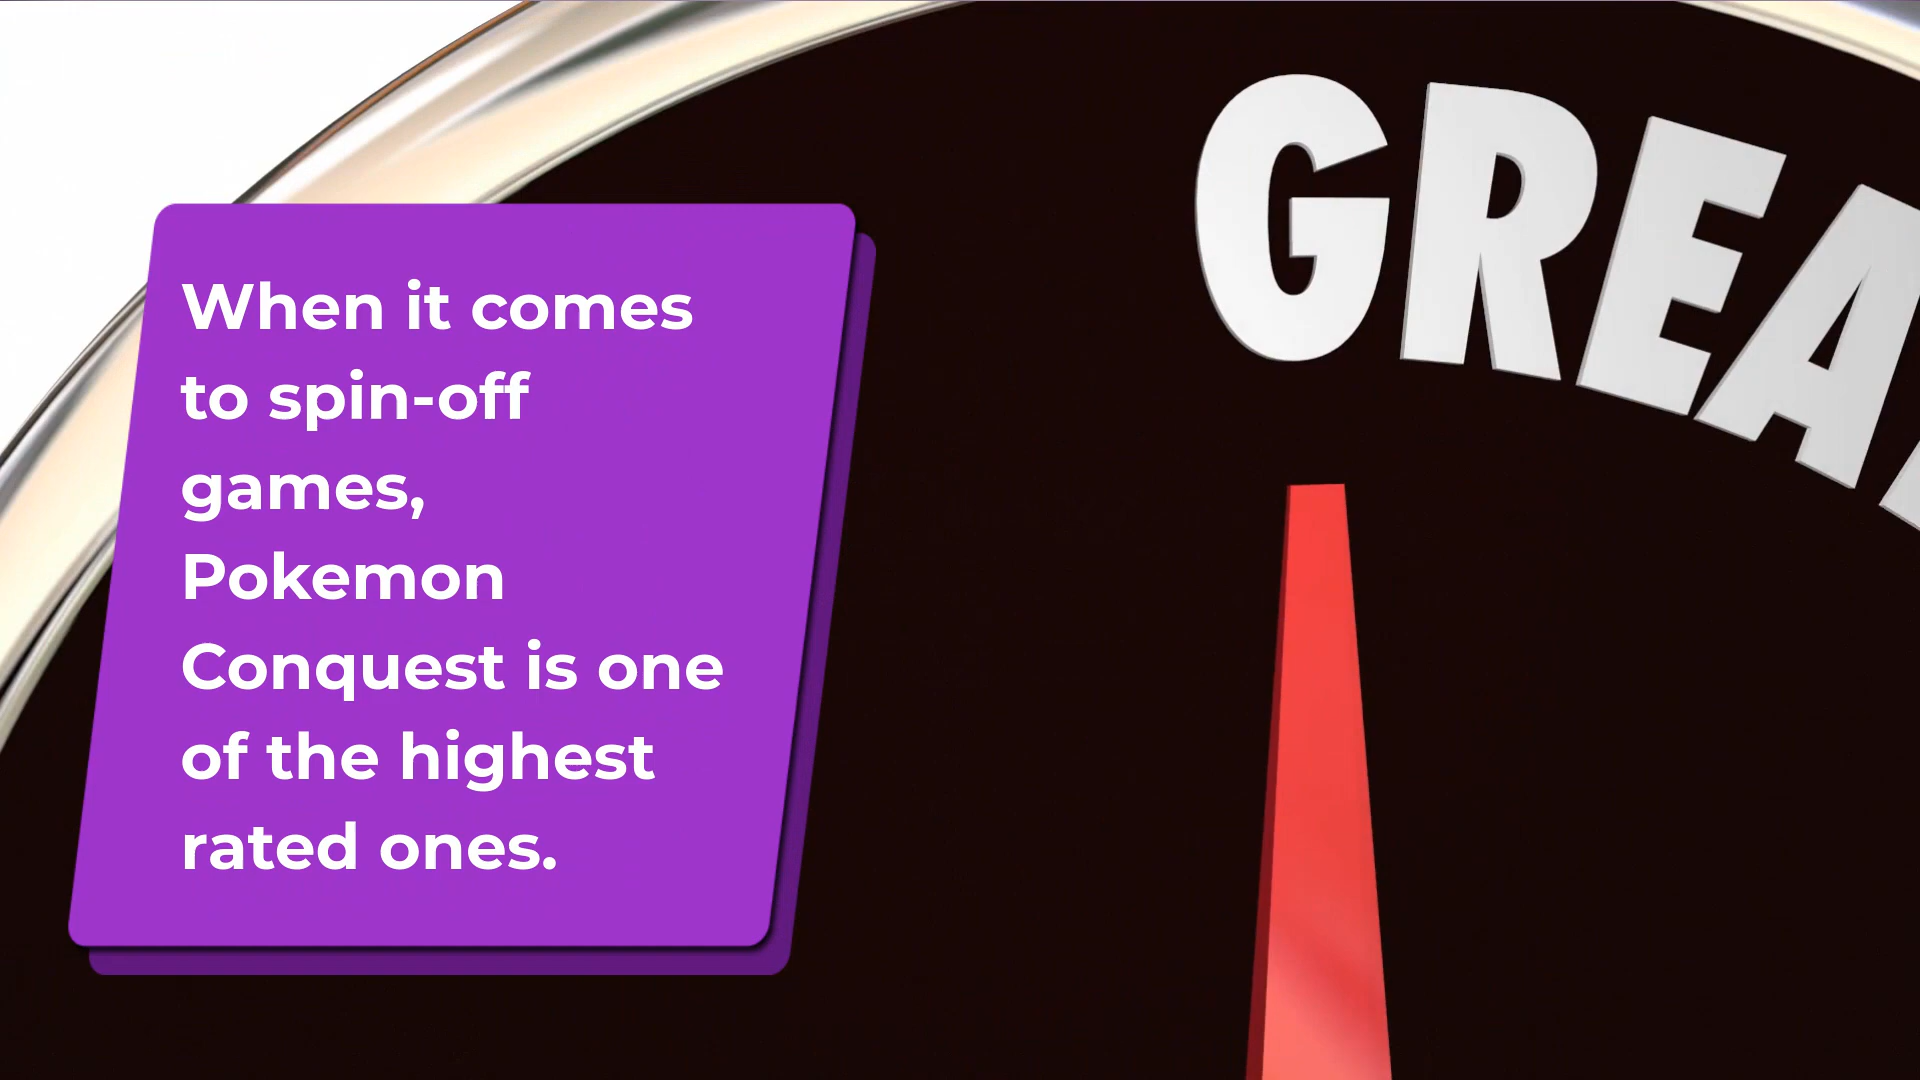 When it comes
to spin-off
games,
Pokemon
Conquest is one
of the highest
rated ones.
GREA